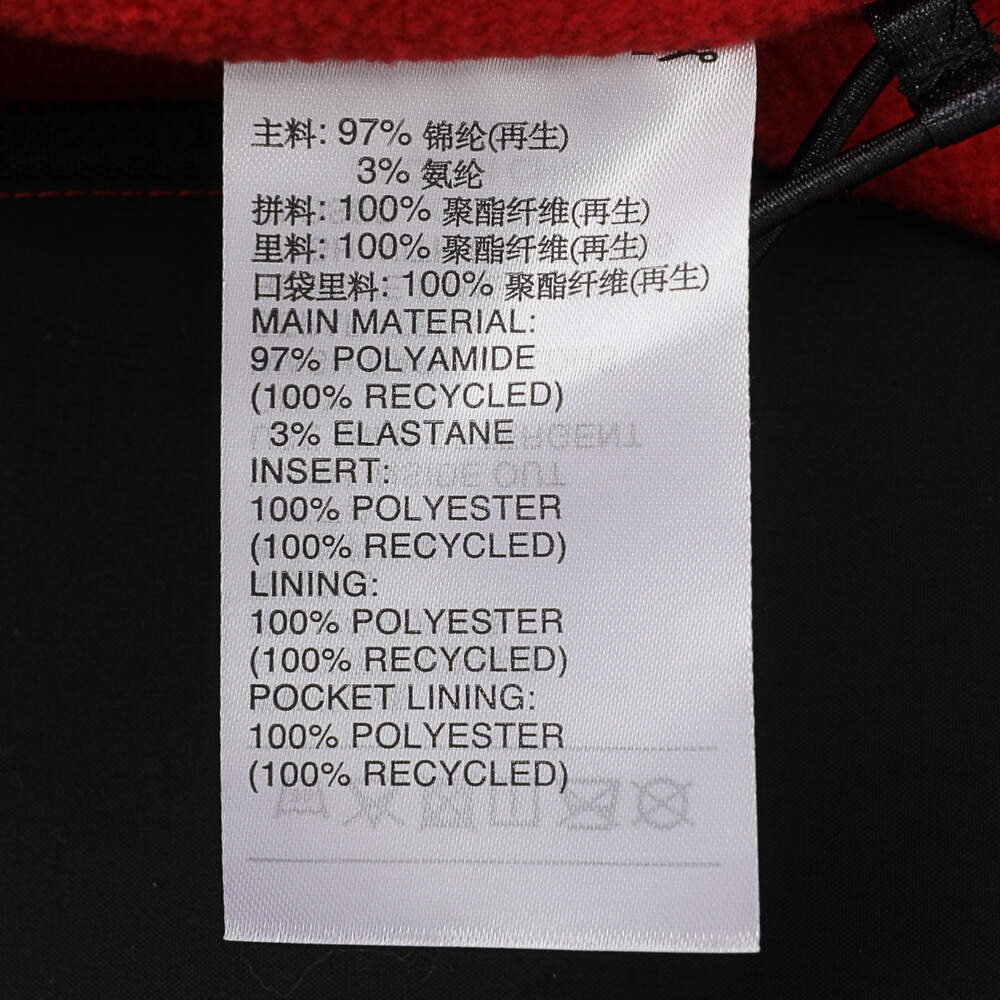 主料: 97% 锦纶(再生)
3% 氨纶
拼料: 100% 聚酯纤维(再生)
里料: 100% 聚酯纤维(再生)
口袋里料: 100% 聚酯纤维(再生)
MAIN MATERIAL:
97% POLYAMIDE
(100% RECYCLED)
3% ELASTANE
INSERT:
100% POLYESTER
(100% RECYCLED)
LINING:
100% POLYESTER
(100% RECYCLED)
POCKET LINING:
100% POLYESTER
(100% RECYCLED)